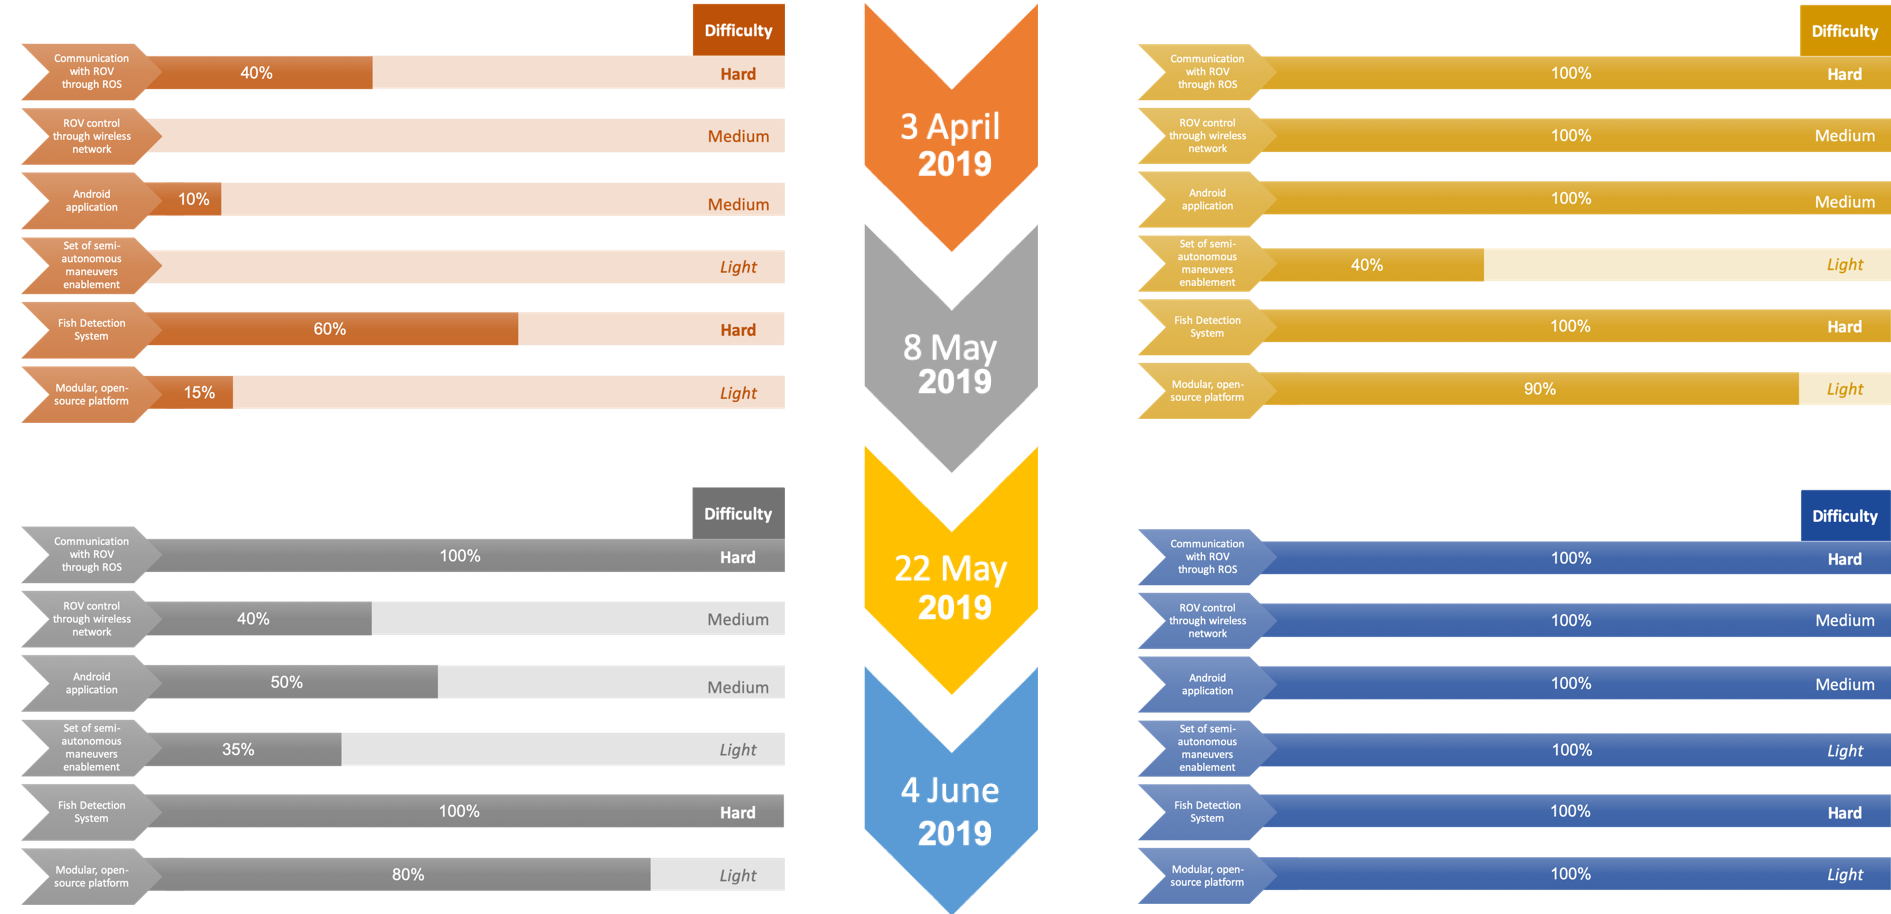 Difficulty
Communication
with ROV
through ROS
40%
Hard
ROV control
through wireless
network
Medium
Android
application
10%
Medium
Set of semi-
autonomous
maneuvers
enablement
Light
Fish Detection
System
60%
Hard
Modular, open-
source platform
15%
Light
3 April
2019
8 May
2019
22 May
2019
4 June
2019
Difficulty
Communication
with ROV
through ROS
100%
Hard
ROV control
through wireless
network
100%
Medium
Android
application
100%
Medium
Set of semi-
autonomous
maneuvers
enablement
40%
Light
Fish Detection
System
100%
Hard
Modular, open-
source platform
90%
Light
Difficulty
Communication
with ROV
through ROS
100%
Hard
ROV control
through wireless
network
40%
Medium
Android
application
50%
Medium
Set of semi-
autonomous
maneuvers
enablement
35%
Light
Fish Detection
System
100%
Hard
Modular, open-
source platform
80%
Light
Difficulty
Communication
with ROV
through ROS
100%
Hard
ROV control
through wireless
network
100%
Medium
Android
application
100%
Medium
Set of semi-
autonomous
maneuvers
enablement
100%
Light
Fish Detection
System
100%
Hard
Modular, open-
source platform
100%
Light